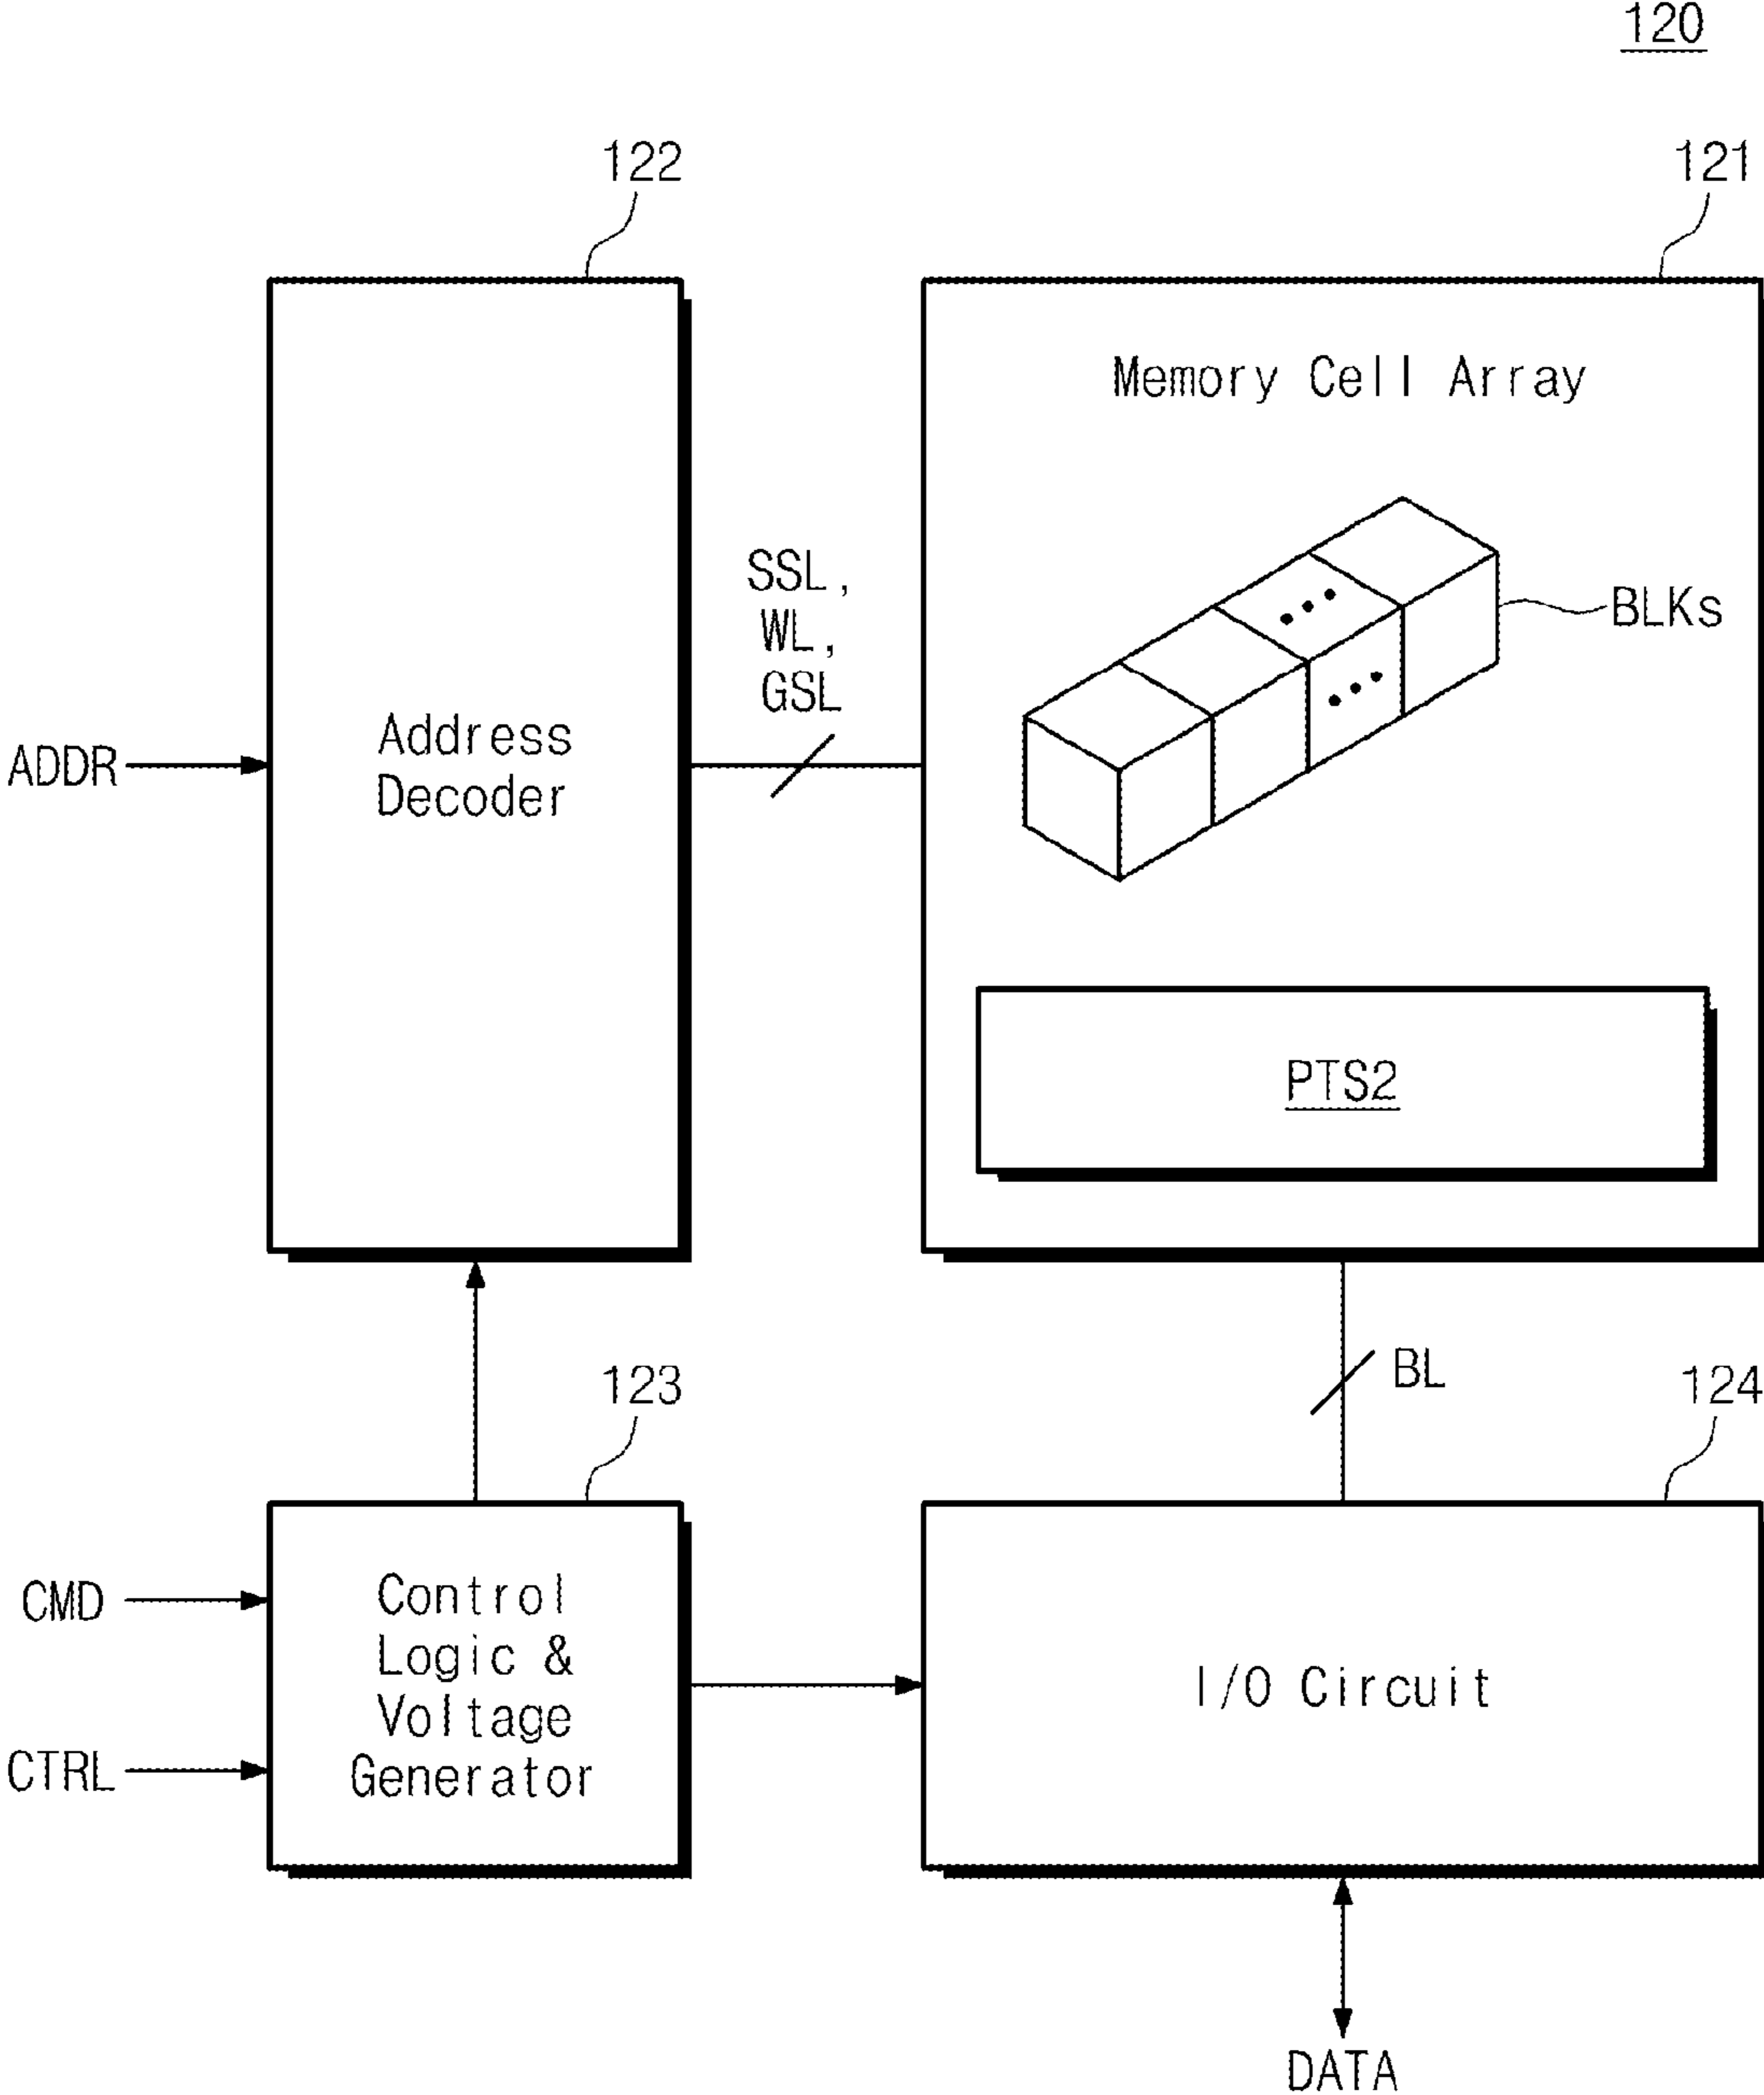 120
122
121
Memory Cell Array
SSL,
WL,
GSL
BLKs
ADDR
Address
Decoder
PTS2
123
BL
124
CMD
CTRL
Control
Logic &
Voltage
Generator
I/O Circuit
DATA